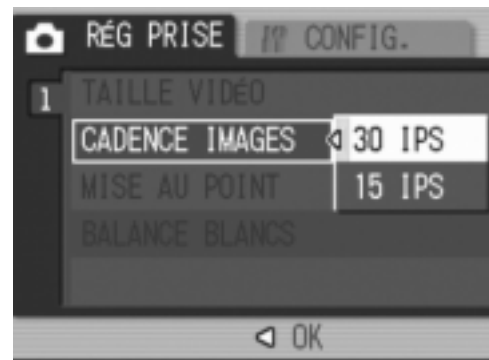 RÉG PRISE CONFIG.
1 TAILLE VIDÉO
CADENCE IMAGES 30 IPS
MISE AU POINT 15 IPS
BALANCE BLANCS
OK